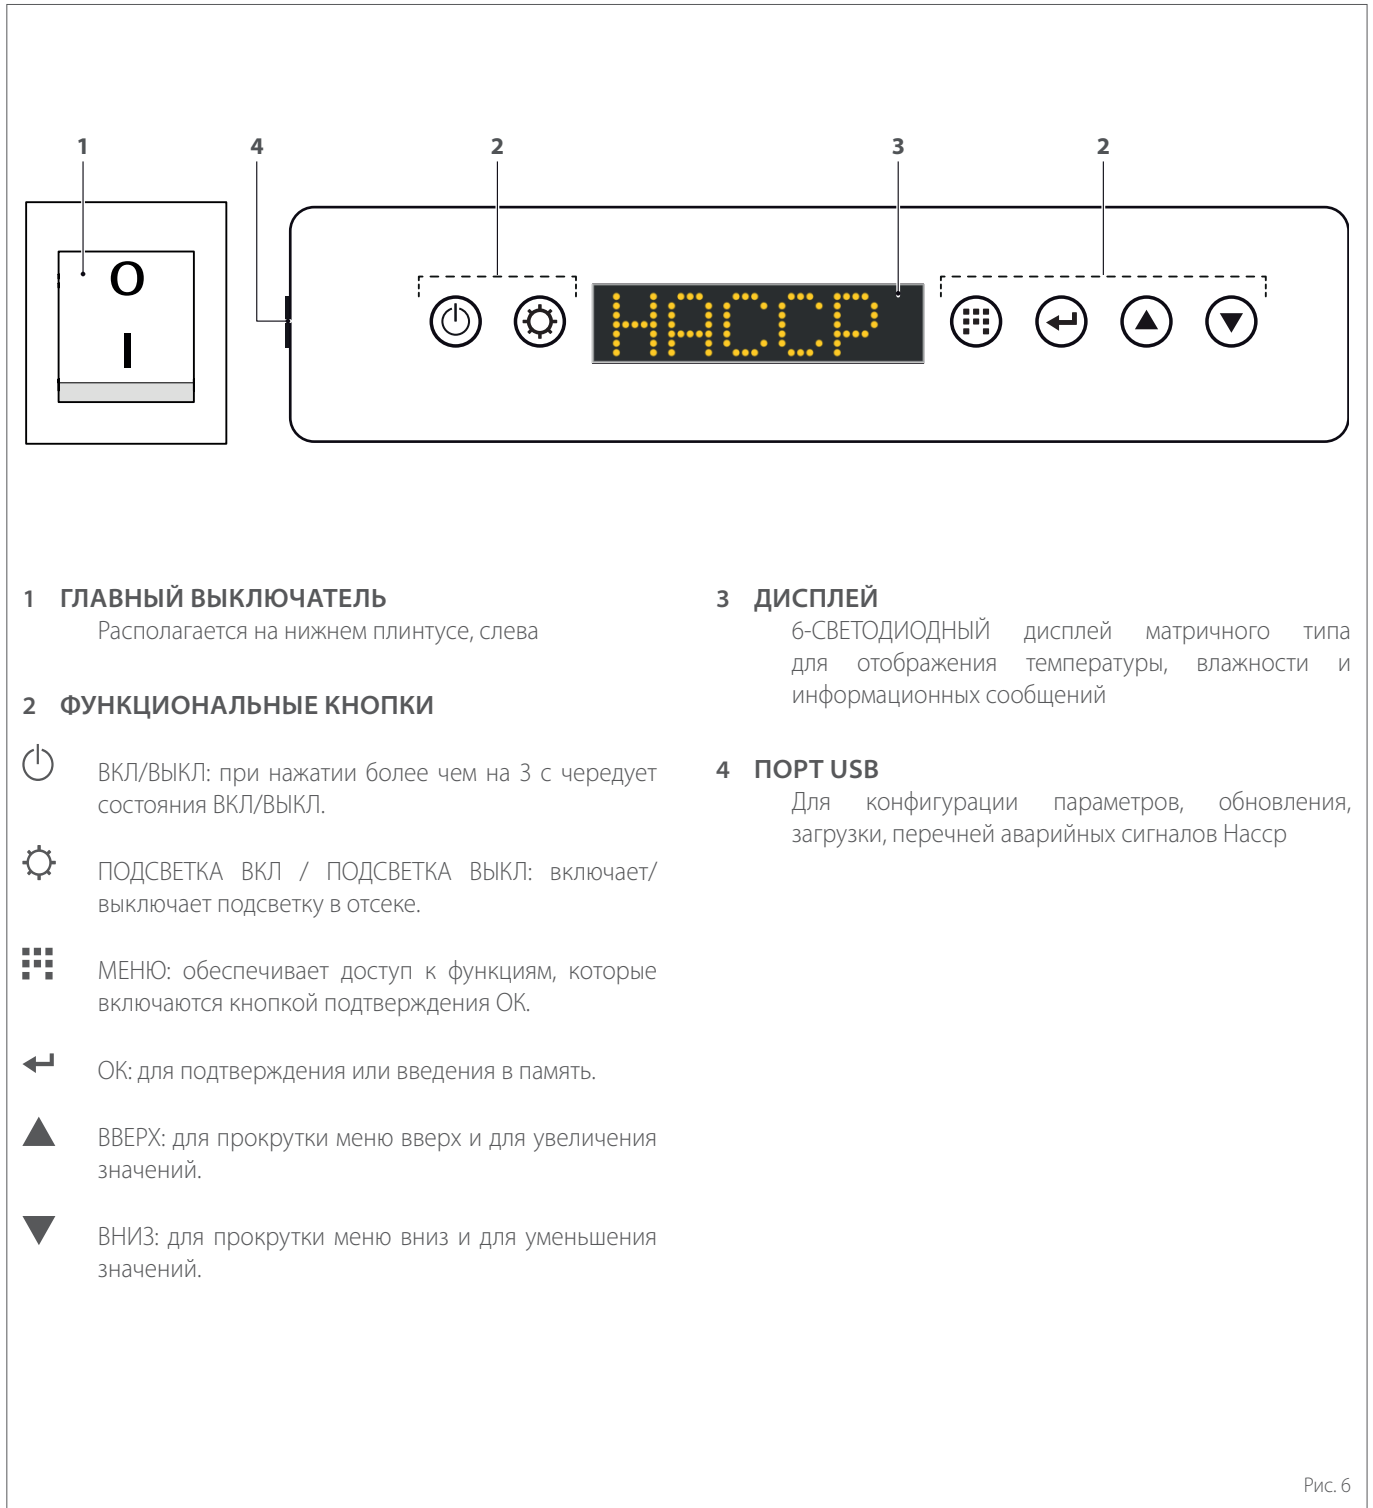 1 4 2 3 2
O
I
HACCP
1 ГЛАВНЫЙ ВЫКЛЮЧАТЕЛЬ
Располагается на нижнем плинтусе, слева
2 ФУНКЦИОНАЛЬНЫЕ КНОПКИ
ВКЛ/ВЫКЛ: при нажатии более чем на 3 с чередует
состояния ВКЛ/ВЫКЛ.
ПОДСВЕТКА ВКЛ / ПОДСВЕТКА ВЫКЛ: включает/
выключает подсветку в отсеке.
МЕНЮ: обеспечивает доступ к функциям, которые
включаются кнопкой подтверждения OK.
OK: для подтверждения или введения в память.
ВВЕРХ: для прокрутки меню вверх и для увеличения
значений.
ВНИЗ: для прокрутки меню вниз и для уменьшения
значений.
3 ДИСПЛЕЙ
6-СВЕТОДИОДНЫЙ дисплей матричного типа
для отображения температуры, влажности и
информационных сообщений
4 ПОРТ USB
Для конфигурации параметров, обновления,
загрузки, перечней аварийных сигналов Haccp
Рис. 6